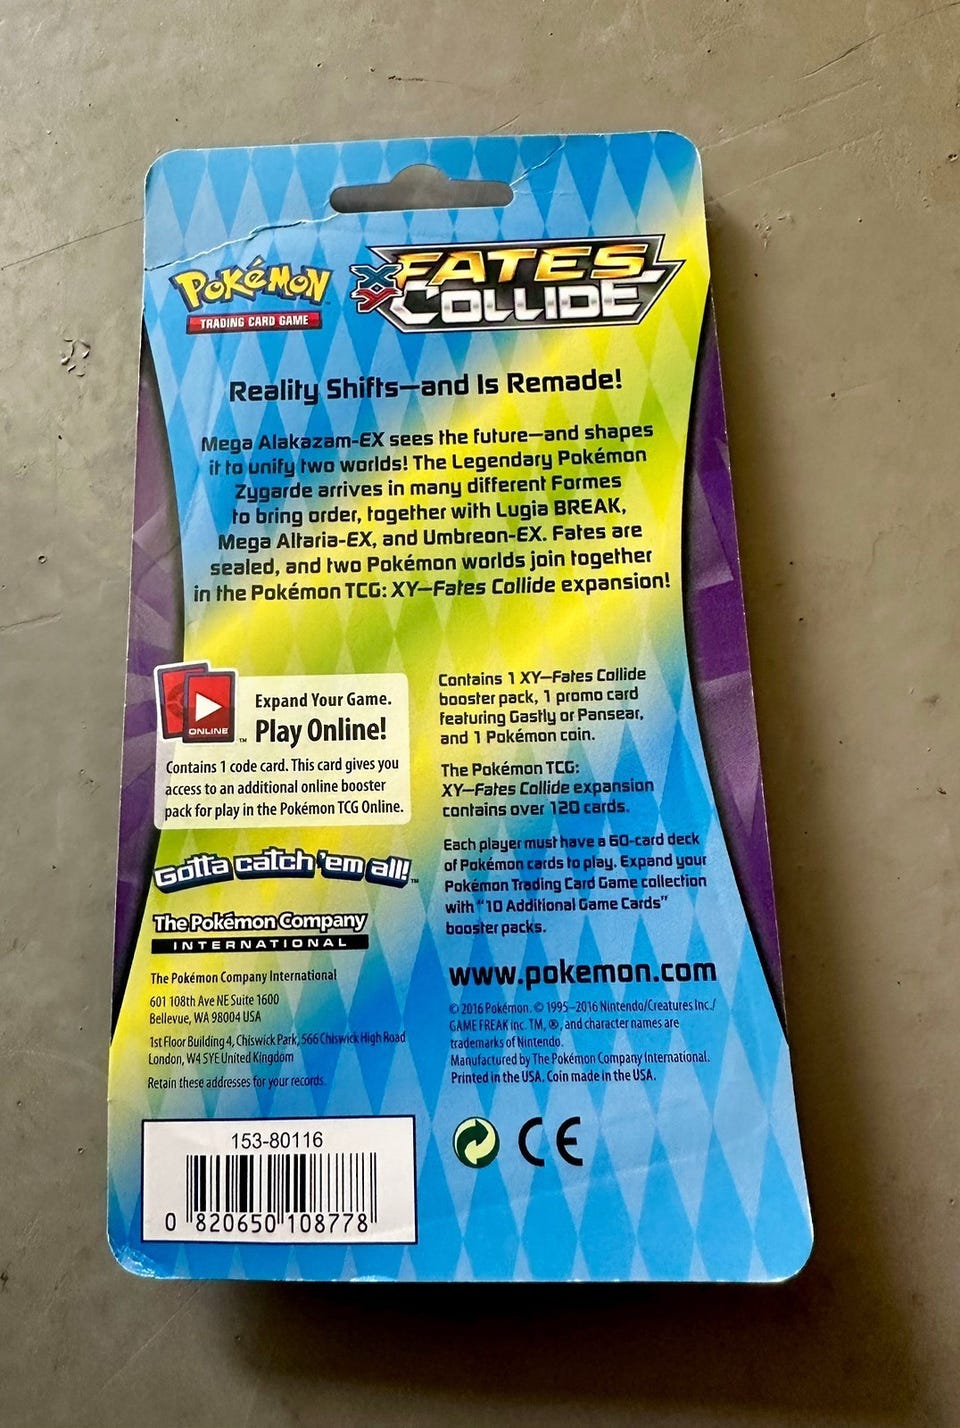 POKéMON
TRADING CARD GAME
XY FATES
COLLIDE
Reality Shifts—and Is Remade!
Mega Alakazam-EX sees the future—and shapes
it to unify two worlds! The Legendary Pokémon
Zygarde arrives in many different Formes
to bring order, together with Lugia BREAK,
Mega Altaria-EX, and Umbreon-EX. Fates are
sealed, and two Pokémon worlds join together
in the Pokémon TCG: XY—Fates Collide expansion!
ONLINE ™
Expand Your Game.
Play Online!
Contains 1 code card. This card gives you
access to an additional online booster
pack for play in the Pokémon TCG Online.
Contains 1 XY—Fates Collide
booster pack, 1 promo card
featuring Gastly or Pansear,
and 1 Pokémon coin.
The Pokémon TCG:
XY—Fates Collide expansion
contains over 120 cards.
Each player must have a 60-card deck
of Pokémon cards to play. Expand your
Pokémon Trading Card Game collection
with "10 Additional Game Cards"
booster packs.
Gotta catch 'em all!™
The Pokémon Company
INTERNATIONAL
The Pokémon Company International
601 108th Ave NE Suite 1600
Bellevue, WA 98004 USA
1st Floor Building 4, Chiswick Park, 566 Chiswick High Road
London, W4 5YE United Kingdom
Retain these addresses for your records.
www.pokemon.com
© 2016 Pokémon. © 1995–2016 Nintendo/Creatures Inc./
GAME FREAK inc. TM, ®, and character names are
trademarks of Nintendo.
Manufactured by The Pokémon Company International.
Printed in the USA. Coin made in the USA.
153-80116
0 820650 108778
CE